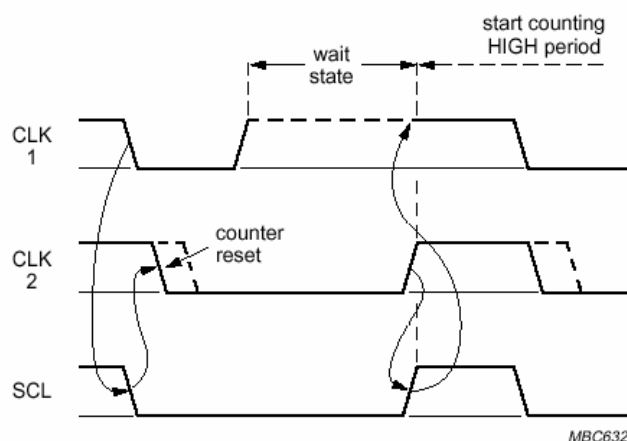 start counting
HIGH period
wait
state
CLK
1
counter
reset
CLK
2
SCL
MBC632